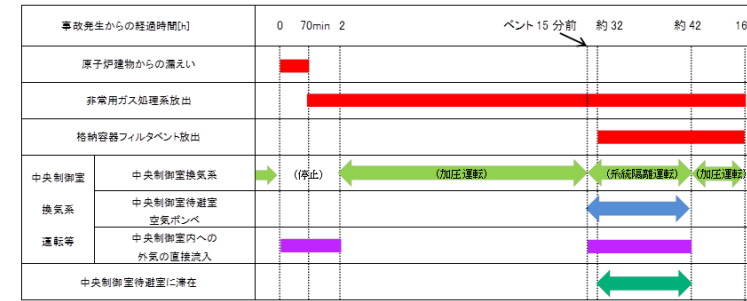 事故発生からの経過時間[h] 0 70min 2 ベント 15 分前 約 32 約 42 16
原子炉建物からの漏えい
非常用ガス処理系放出
格納容器フィルタベント放出
中央制御室
換気系
運転等
中央制御室換気系 (停止) (加圧運転) (系統隔離運転) (加圧運転)
中央制御室待避室
空気ボンベ
中央制御室内への
外気の直接流入
中央制御室待避室に滞在